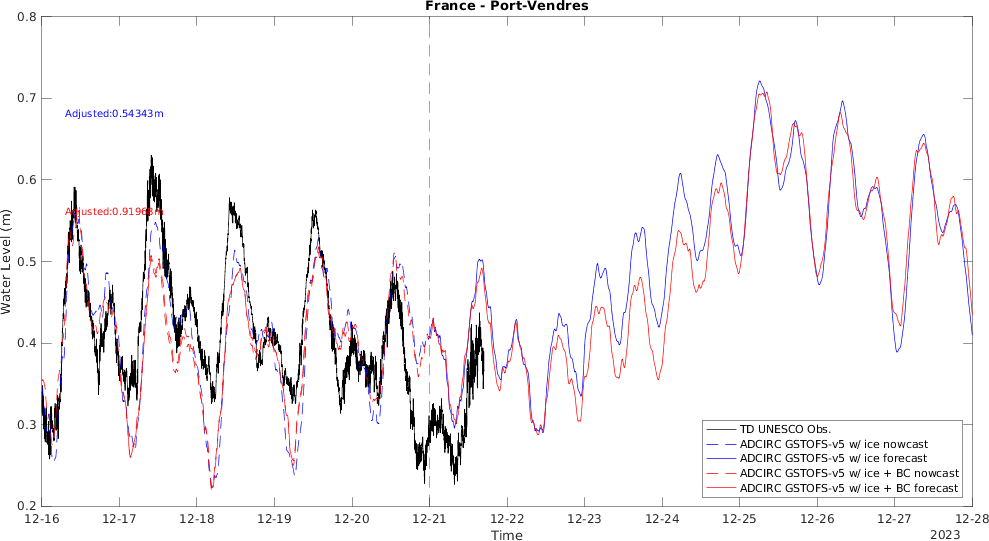 France - Port-Vendres
0.8
0.7
0.6
0.5
0.4
0.3
0.2
Water Level (m)
Adjusted:0.54343m
Adjusted:0.91963m
TD UNESCO Obs.
ADCIRC GSTOFS-v5 w/ ice nowcast
ADCIRC GSTOFS-v5 w/ ice forecast
ADCIRC GSTOFS-v5 w/ ice + BC nowcast
ADCIRC GSTOFS-v5 w/ ice + BC forecast
12-16 12-17 12-18 12-19 12-20 12-21 12-22 12-23 12-24 12-25 12-26 12-27 12-28
Time
2023